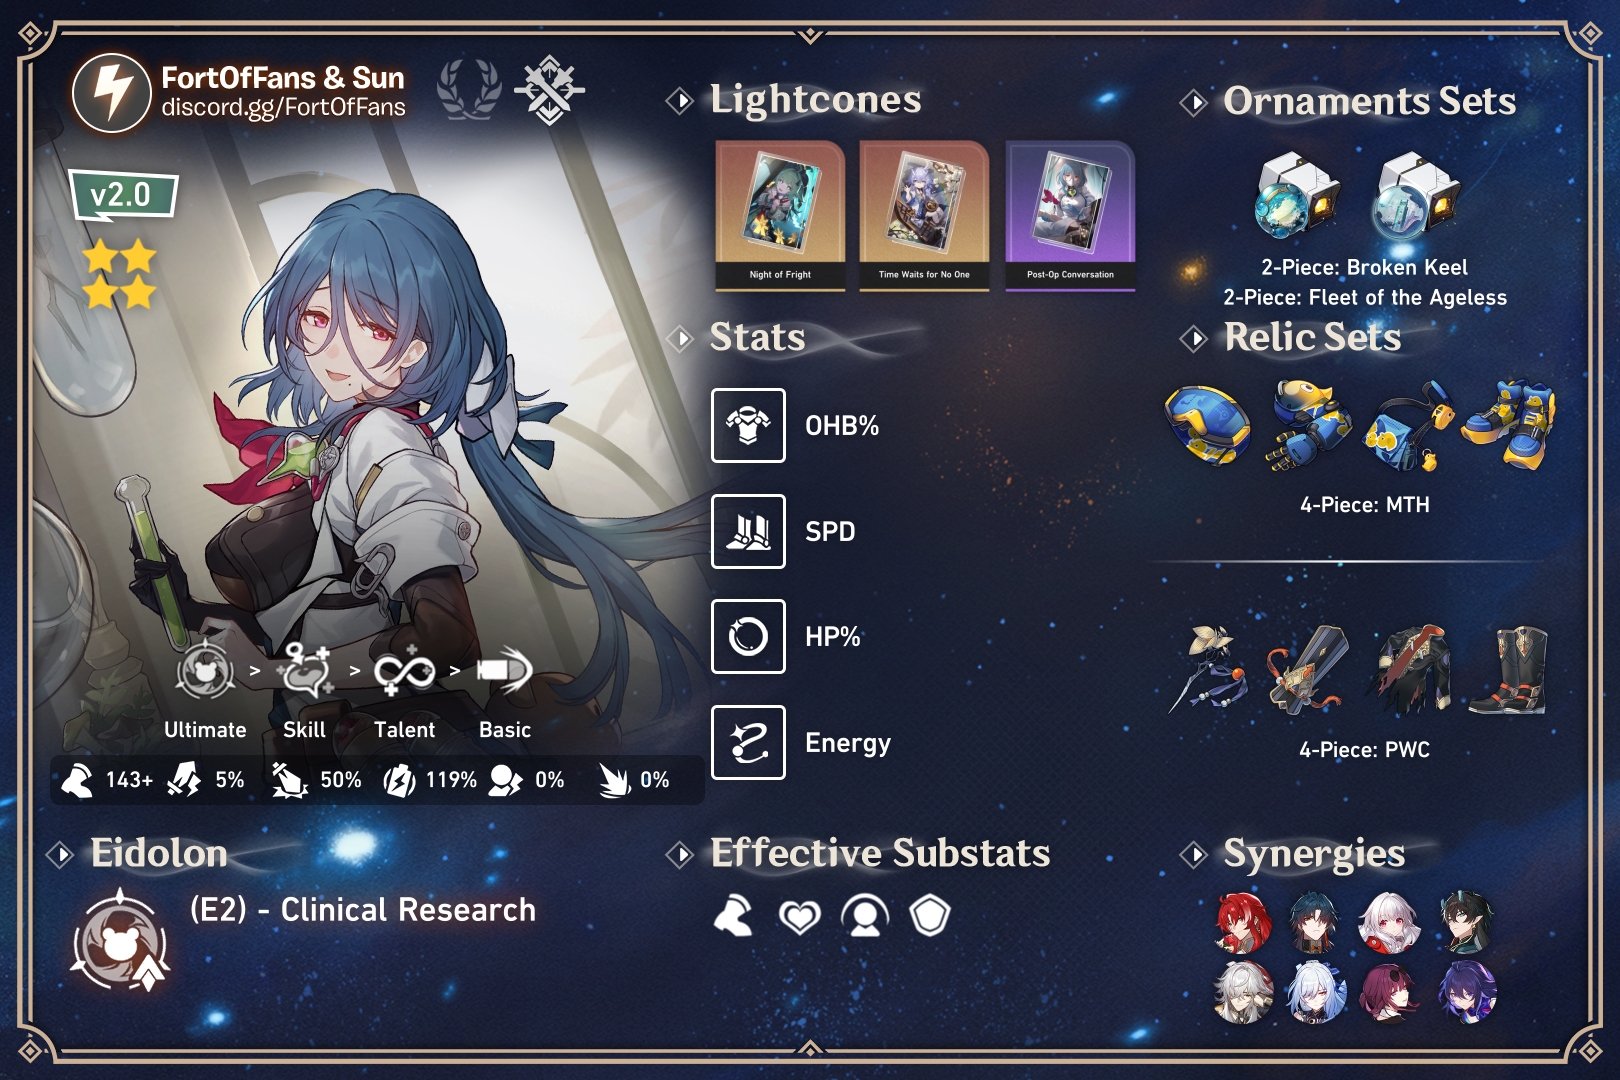 FortOfFans & Sun
discord.gg/FortOfFans
v2.0
Ultimate > Skill > Talent > Basic
143+ 5% 50% 119% 0% 0%
Eidolon
(E2) - Clinical Research
Lightcones
Night of Fright
Time Waits for No One
Post-Op Conversation
Stats
OHB%
SPD
HP%
Energy
Effective Substats
Ornaments Sets
2-Piece: Broken Keel
2-Piece: Fleet of the Ageless
Relic Sets
4-Piece: MTH
4-Piece: PWC
Synergies